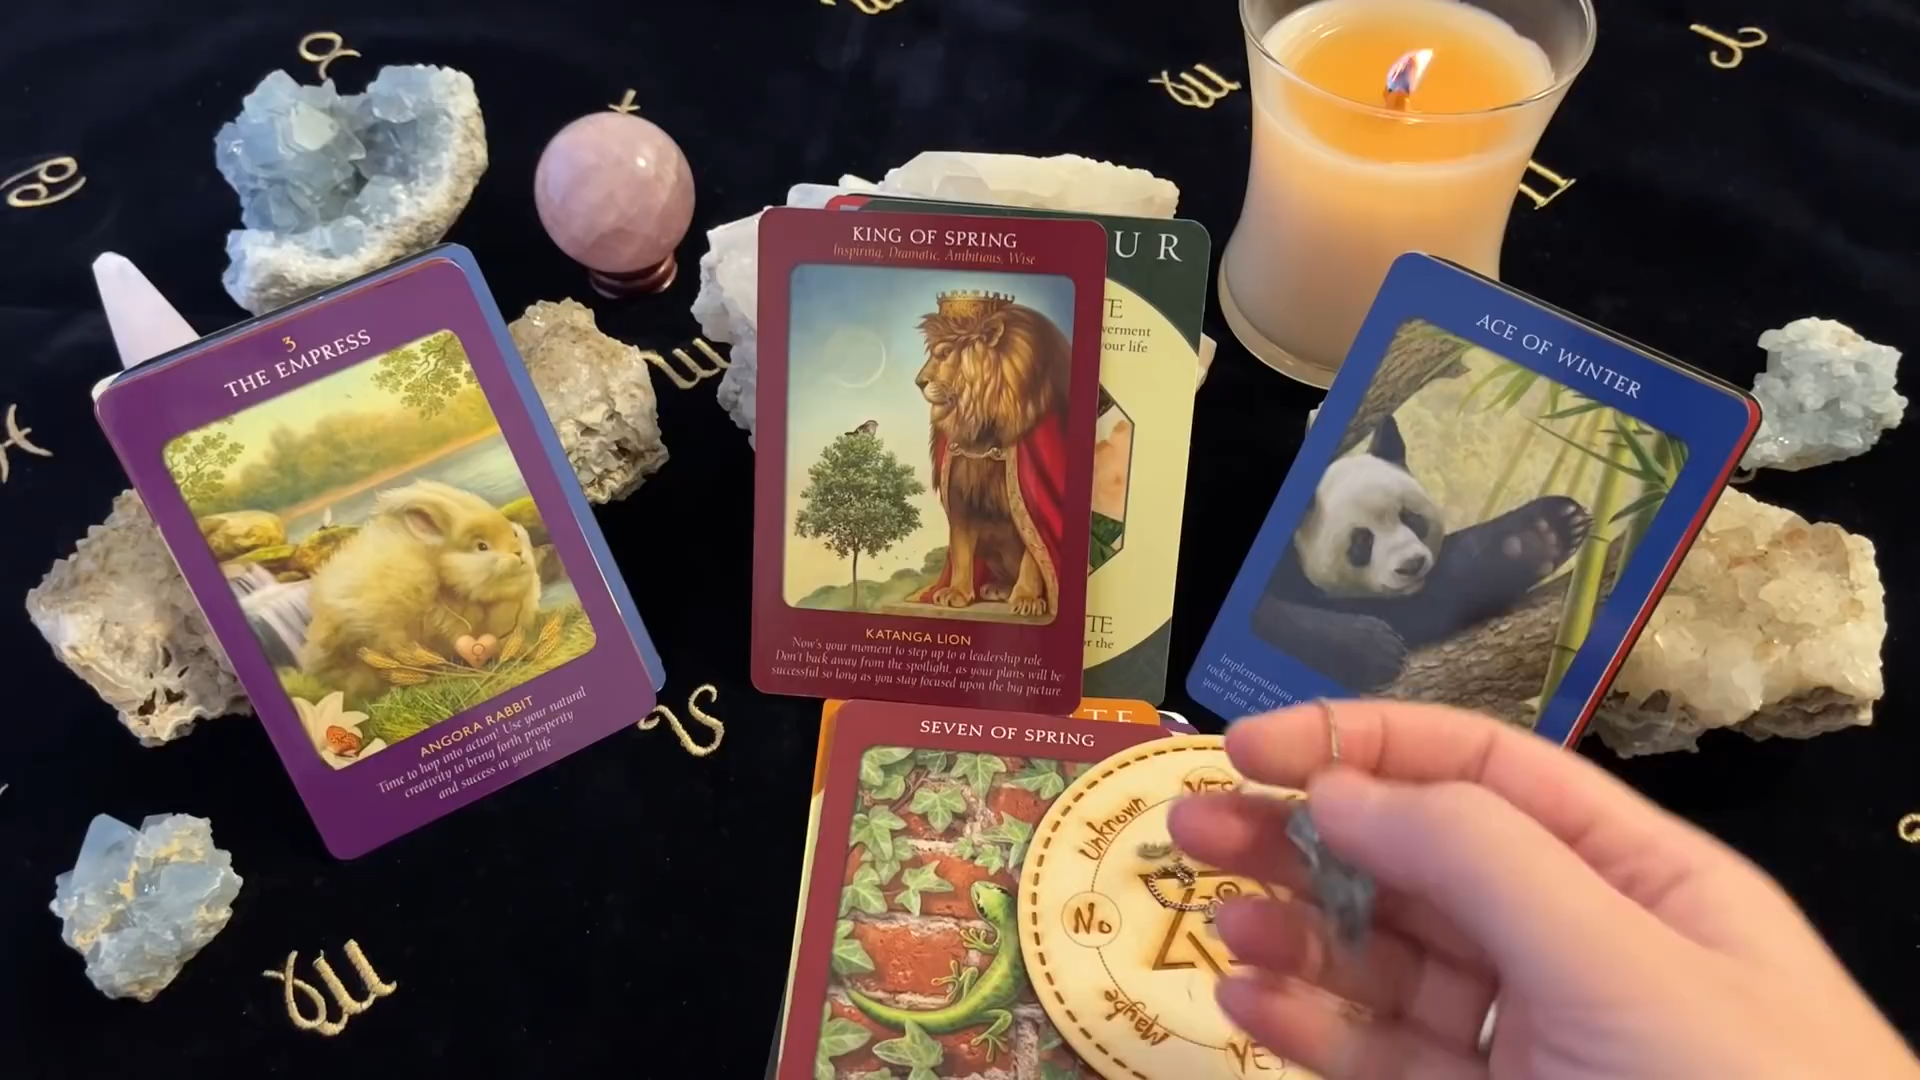 3
THE EMPRESS
ANGORA RABBIT
Time to hop into action! Use your natural
creativity to bring forth prosperity
and success in your life
KING OF SPRING
Inspiring, Dramatic, Ambitious, Wise
KATANGA LION
Now's your moment to step up to a leadership role
Don't back away from the spotlight, as your plans will be
successful so long as you stay focused upon the big picture.
UR
TE
verment
your life
TE
or the
ACE OF WINTER
Implementation
rocky start, but
your plan
TE
SEVEN OF SPRING
YES
Unknown
No
Maybe
YES